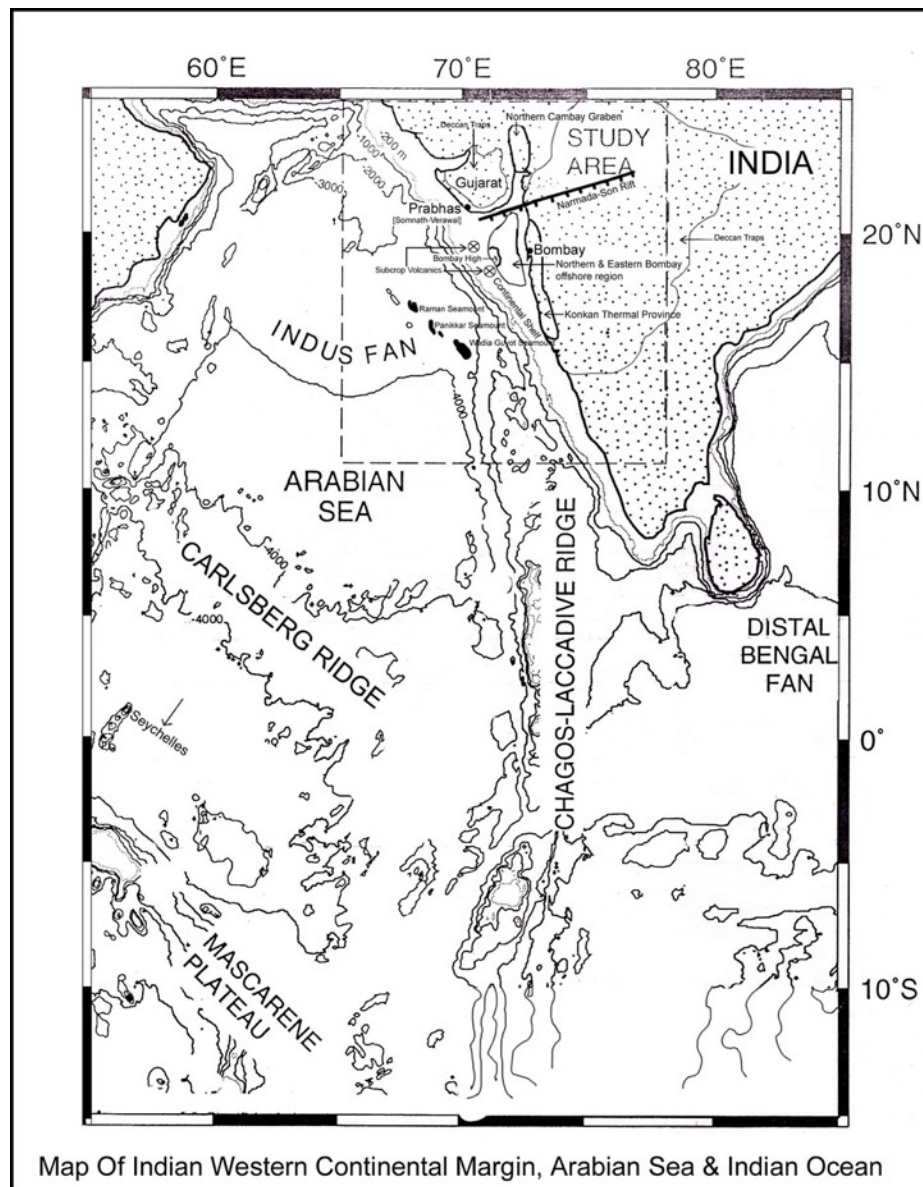 60°E
70°E
80°E
Northern Cambay Graben
Deccan Traps
STUDY
AREA
INDIA
-200 m
-1000
-2000
-3000
Gujarat
Narmada-Son Rift
Prabhas
[Somnath-Verawal]
20°N
Deccan Traps
Bombay
Bombay High
Northern & Eastern Bombay
offshore region
Subcrop Volcanics
Continental Shelf
Raman Seamount
Konkan Thermal Province
Panikkar Seamount
Wadia Guyot Seamount
INDUS FAN
-4000
ARABIAN
SEA
10°N
CARLSBERG RIDGE
-4000
-4000
CHAGOS-LACCADIVE RIDGE
DISTAL
BENGAL
FAN
Seychelles
0°
MASCARENE
PLATEAU
10°S
Map Of Indian Western Continental Margin, Arabian Sea & Indian Ocean